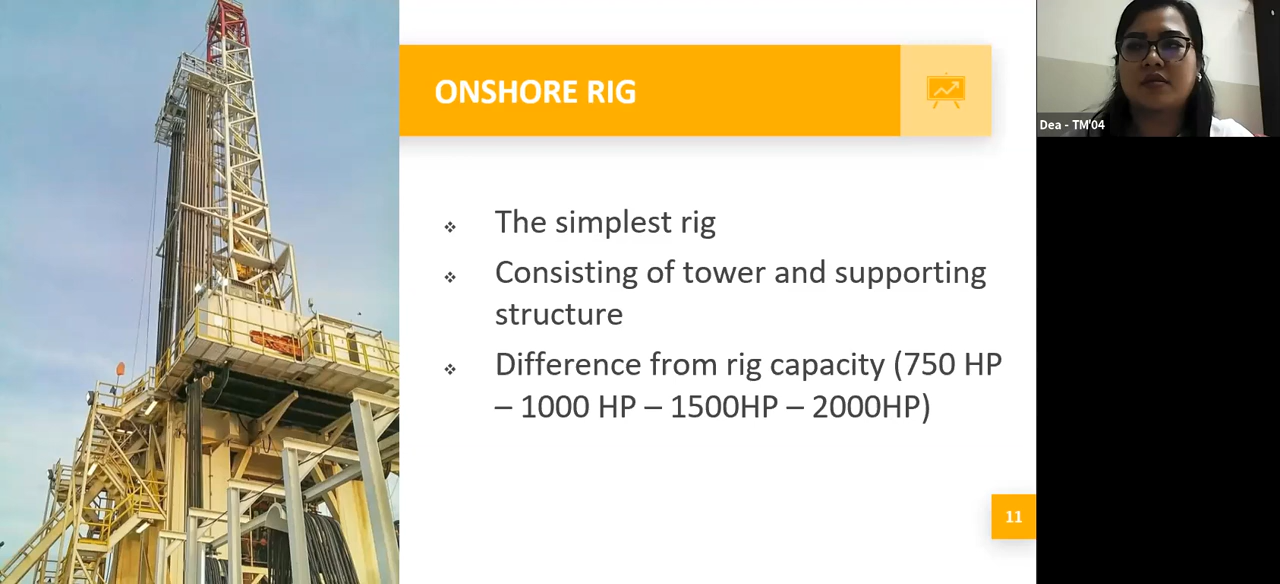 ONSHORE RIG
Dea - TM'04
❖ The simplest rig
❖ Consisting of tower and supporting
structure
❖ Difference from rig capacity (750 HP
– 1000 HP – 1500HP – 2000HP)
11